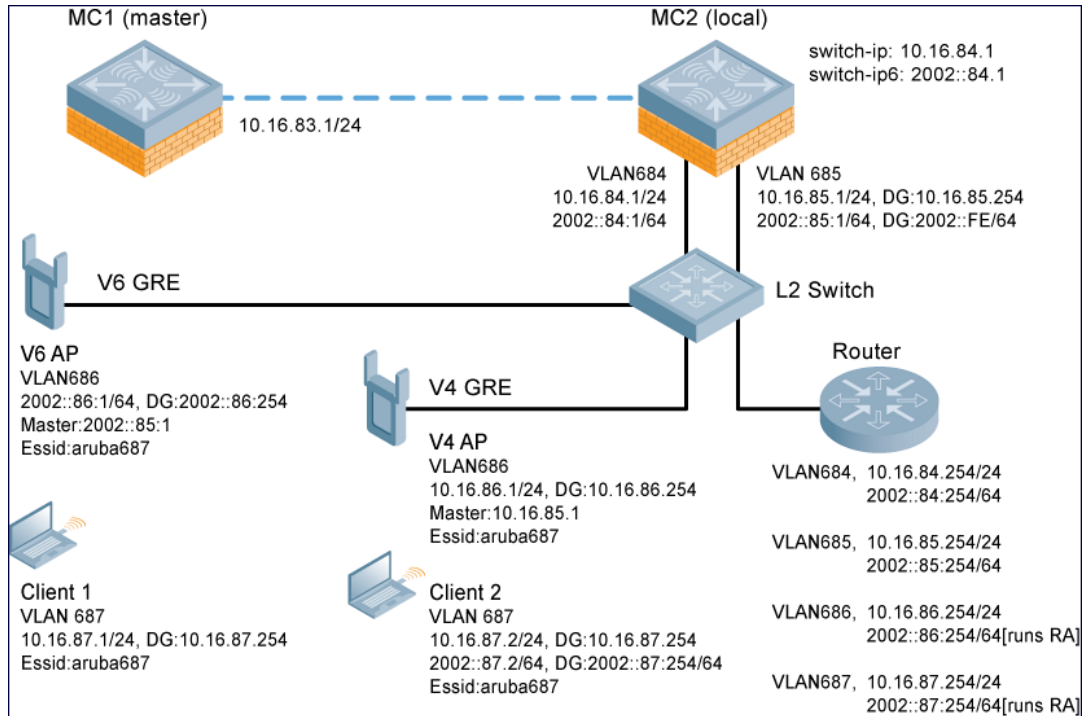 MC1 (master)
MC2 (local)
switch-ip: 10.16.84.1
switch-ip6: 2002::84.1
10.16.83.1/24
VLAN684
10.16.84.1/24
2002::84:1/64
VLAN 685
10.16.85.1/24, DG:10.16.85.254
2002::85:1/64, DG:2002::FE/64
V6 GRE
L2 Switch
V6 AP
VLAN686
2002::86:1/64, DG:2002::86:254
Master:2002::85:1
Essid:aruba687
V4 GRE
V4 AP
VLAN686
10.16.86.1/24, DG:10.16.86.254
Master:10.16.85.1
Essid:aruba687
Router
VLAN684, 10.16.84.254/24
2002::84:254/64
VLAN685, 10.16.85.254/24
2002::85:254/64
VLAN686, 10.16.86.254/24
2002::86:254/64[runs RA]
VLAN687, 10.16.87.254/24
2002::87:254/64[runs RA]
Client 1
VLAN 687
10.16.87.1/24, DG:10.16.87.254
Essid:aruba687
Client 2
VLAN 687
10.16.87.2/24, DG:10.16.87.254
2002::87.2/64, DG:2002::87:254/64
Essid:aruba687